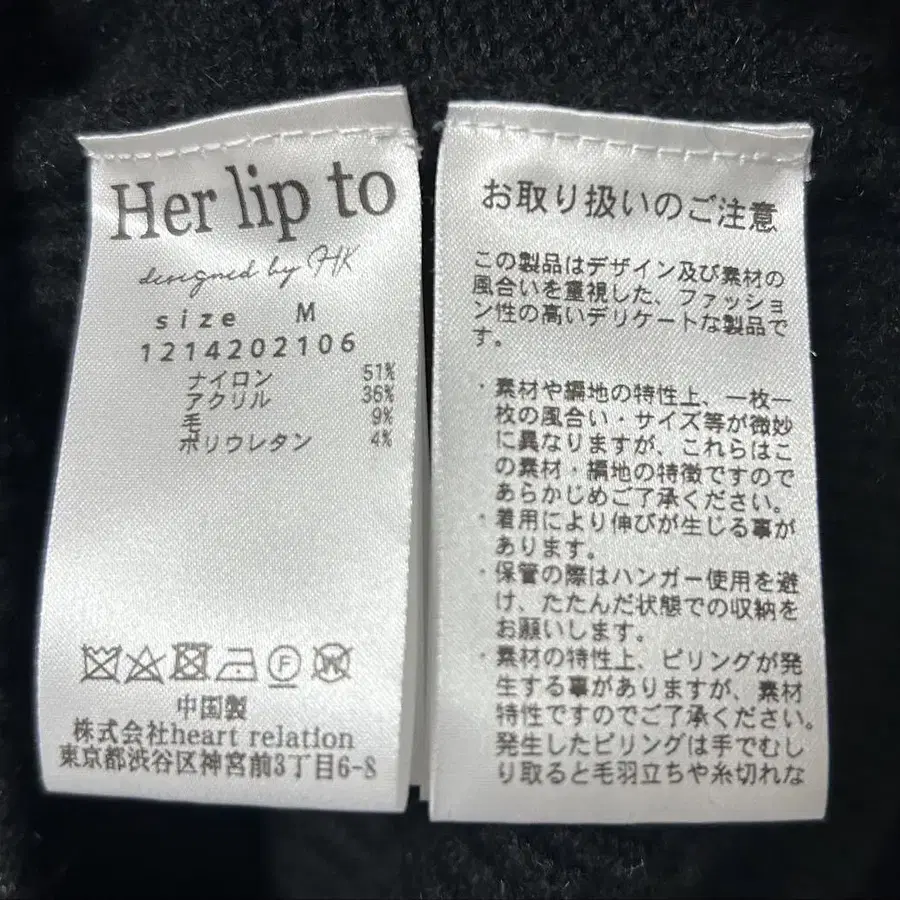 Her lip to
designed by HK
size M
1214202106
ナイロン 51%
アクリル 36%
毛 9%
ポリウレタン 4%
F W
中国製
株式会社heart relation
東京都渋谷区神宮前3丁目6-8
お取り扱いのご注意
この製品はデザイン及び素材の
風合いを重視した、ファッショ
ン性の高いデリケートな製品で
す。
・素材や編地の特性上、一枚一
枚の風合い・サイズ等が微妙
に異なりますが、これらはこ
の素材・編地の特徴ですので
あらかじめご了承ください。
・着用により伸びが生じる事が
あります。
・保管の際はハンガー使用を避
け、たたんだ状態での収納を
お願いします。
・素材の特性上、ピリングが発
生する事がありますが、素材
特性ですのでご了承ください。
発生したピリングは手でむし
り取ると毛羽立ちや糸切れな